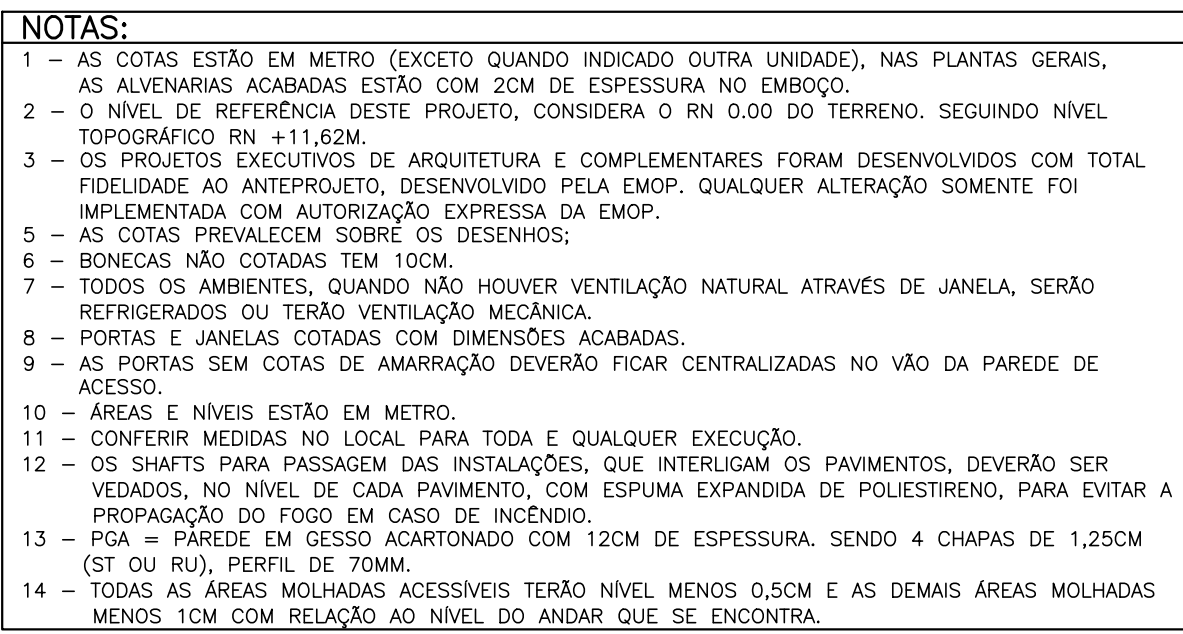 NOTAS:
1 – AS COTAS ESTÃO EM METRO (EXCETO QUANDO INDICADO OUTRA UNIDADE), NAS PLANTAS GERAIS,
AS ALVENARIAS ACABADAS ESTÃO COM 2CM DE ESPESSURA NO EMBOÇO.
2 – O NÍVEL DE REFERÊNCIA DESTE PROJETO, CONSIDERA O RN 0.00 DO TERRENO. SEGUINDO NÍVEL
TOPOGRÁFICO RN +11,62M.
3 – OS PROJETOS EXECUTIVOS DE ARQUITETURA E COMPLEMENTARES FORAM DESENVOLVIDOS COM TOTAL
FIDELIDADE AO ANTEPROJETO, DESENVOLVIDO PELA EMOP. QUALQUER ALTERAÇÃO SOMENTE FOI
IMPLEMENTADA COM AUTORIZAÇÃO EXPRESSA DA EMOP.
5 – AS COTAS PREVALECEM SOBRE OS DESENHOS;
6 – BONECAS NÃO COTADAS TEM 10CM.
7 – TODOS OS AMBIENTES, QUANDO NÃO HOUVER VENTILAÇÃO NATURAL ATRAVÉS DE JANELA, SERÃO
REFRIGERADOS OU TERÃO VENTILAÇÃO MECÂNICA.
8 – PORTAS E JANELAS COTADAS COM DIMENSÕES ACABADAS.
9 – AS PORTAS SEM COTAS DE AMARRAÇÃO DEVERÃO FICAR CENTRALIZADAS NO VÃO DA PAREDE DE
ACESSO.
10 – ÁREAS E NÍVEIS ESTÃO EM METRO.
11 – CONFERIR MEDIDAS NO LOCAL PARA TODA E QUALQUER EXECUÇÃO.
12 – OS SHAFTS PARA PASSAGEM DAS INSTALAÇÕES, QUE INTERLIGAM OS PAVIMENTOS, DEVERÃO SER
VEDADOS, NO NÍVEL DE CADA PAVIMENTO, COM ESPUMA EXPANDIDA DE POLIESTIRENO, PARA EVITAR A
PROPAGAÇÃO DO FOGO EM CASO DE INCÊNDIO.
13 – PGA = PAREDE EM GESSO ACARTONADO COM 12CM DE ESPESSURA. SENDO 4 CHAPAS DE 1,25CM
(ST OU RU), PERFIL DE 70MM.
14 – TODAS AS ÁREAS MOLHADAS ACESSÍVEIS TERÃO NÍVEL MENOS 0,5CM E AS DEMAIS ÁREAS MOLHADAS
MENOS 1CM COM RELAÇÃO AO NÍVEL DO ANDAR QUE SE ENCONTRA.